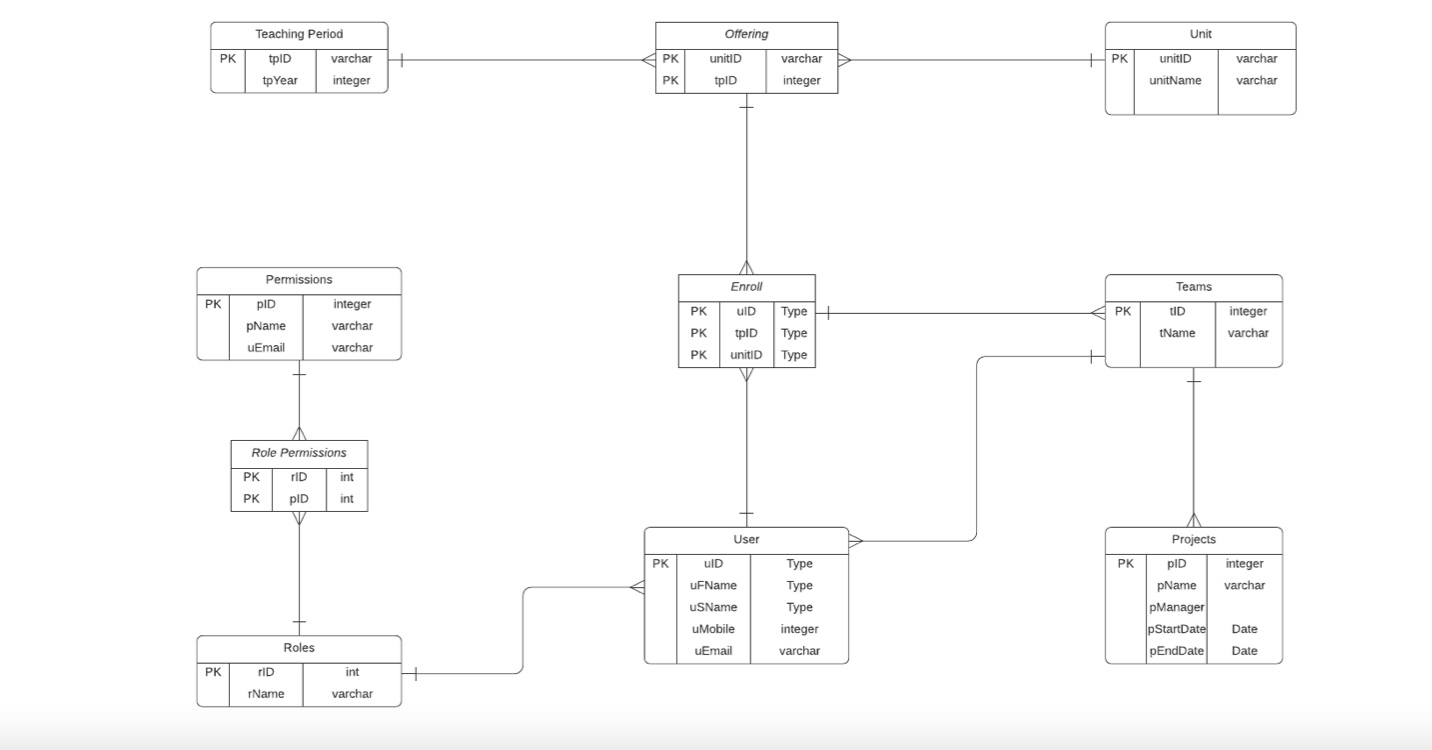 Teaching Period
PK tpID varchar
tpYear integer
Offering
PK unitID varchar
PK tpID integer
Unit
PK unitID varchar
unitName varchar
Permissions
PK pID integer
pName varchar
uEmail varchar
Enroll
PK uID Type
PK tpID Type
PK unitID Type
Teams
PK tID integer
tName varchar
Role Permissions
PK rID int
PK pID int
User
PK uID Type
uFName Type
uSName Type
uMobile integer
uEmail varchar
Projects
PK pID integer
pName varchar
pManager
pStartDate Date
pEndDate Date
Roles
PK rID int
rName varchar